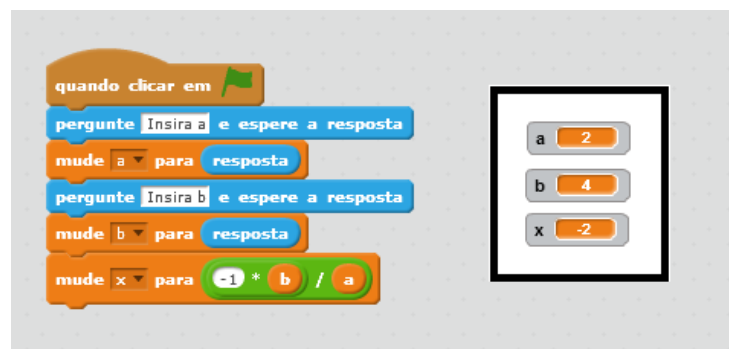 quando clicar em
pergunte Insira a e espere a resposta
mude a para resposta
pergunte Insira b e espere a resposta
mude b para resposta
mude x para -1 * b / a
a 2
b 4
x -2